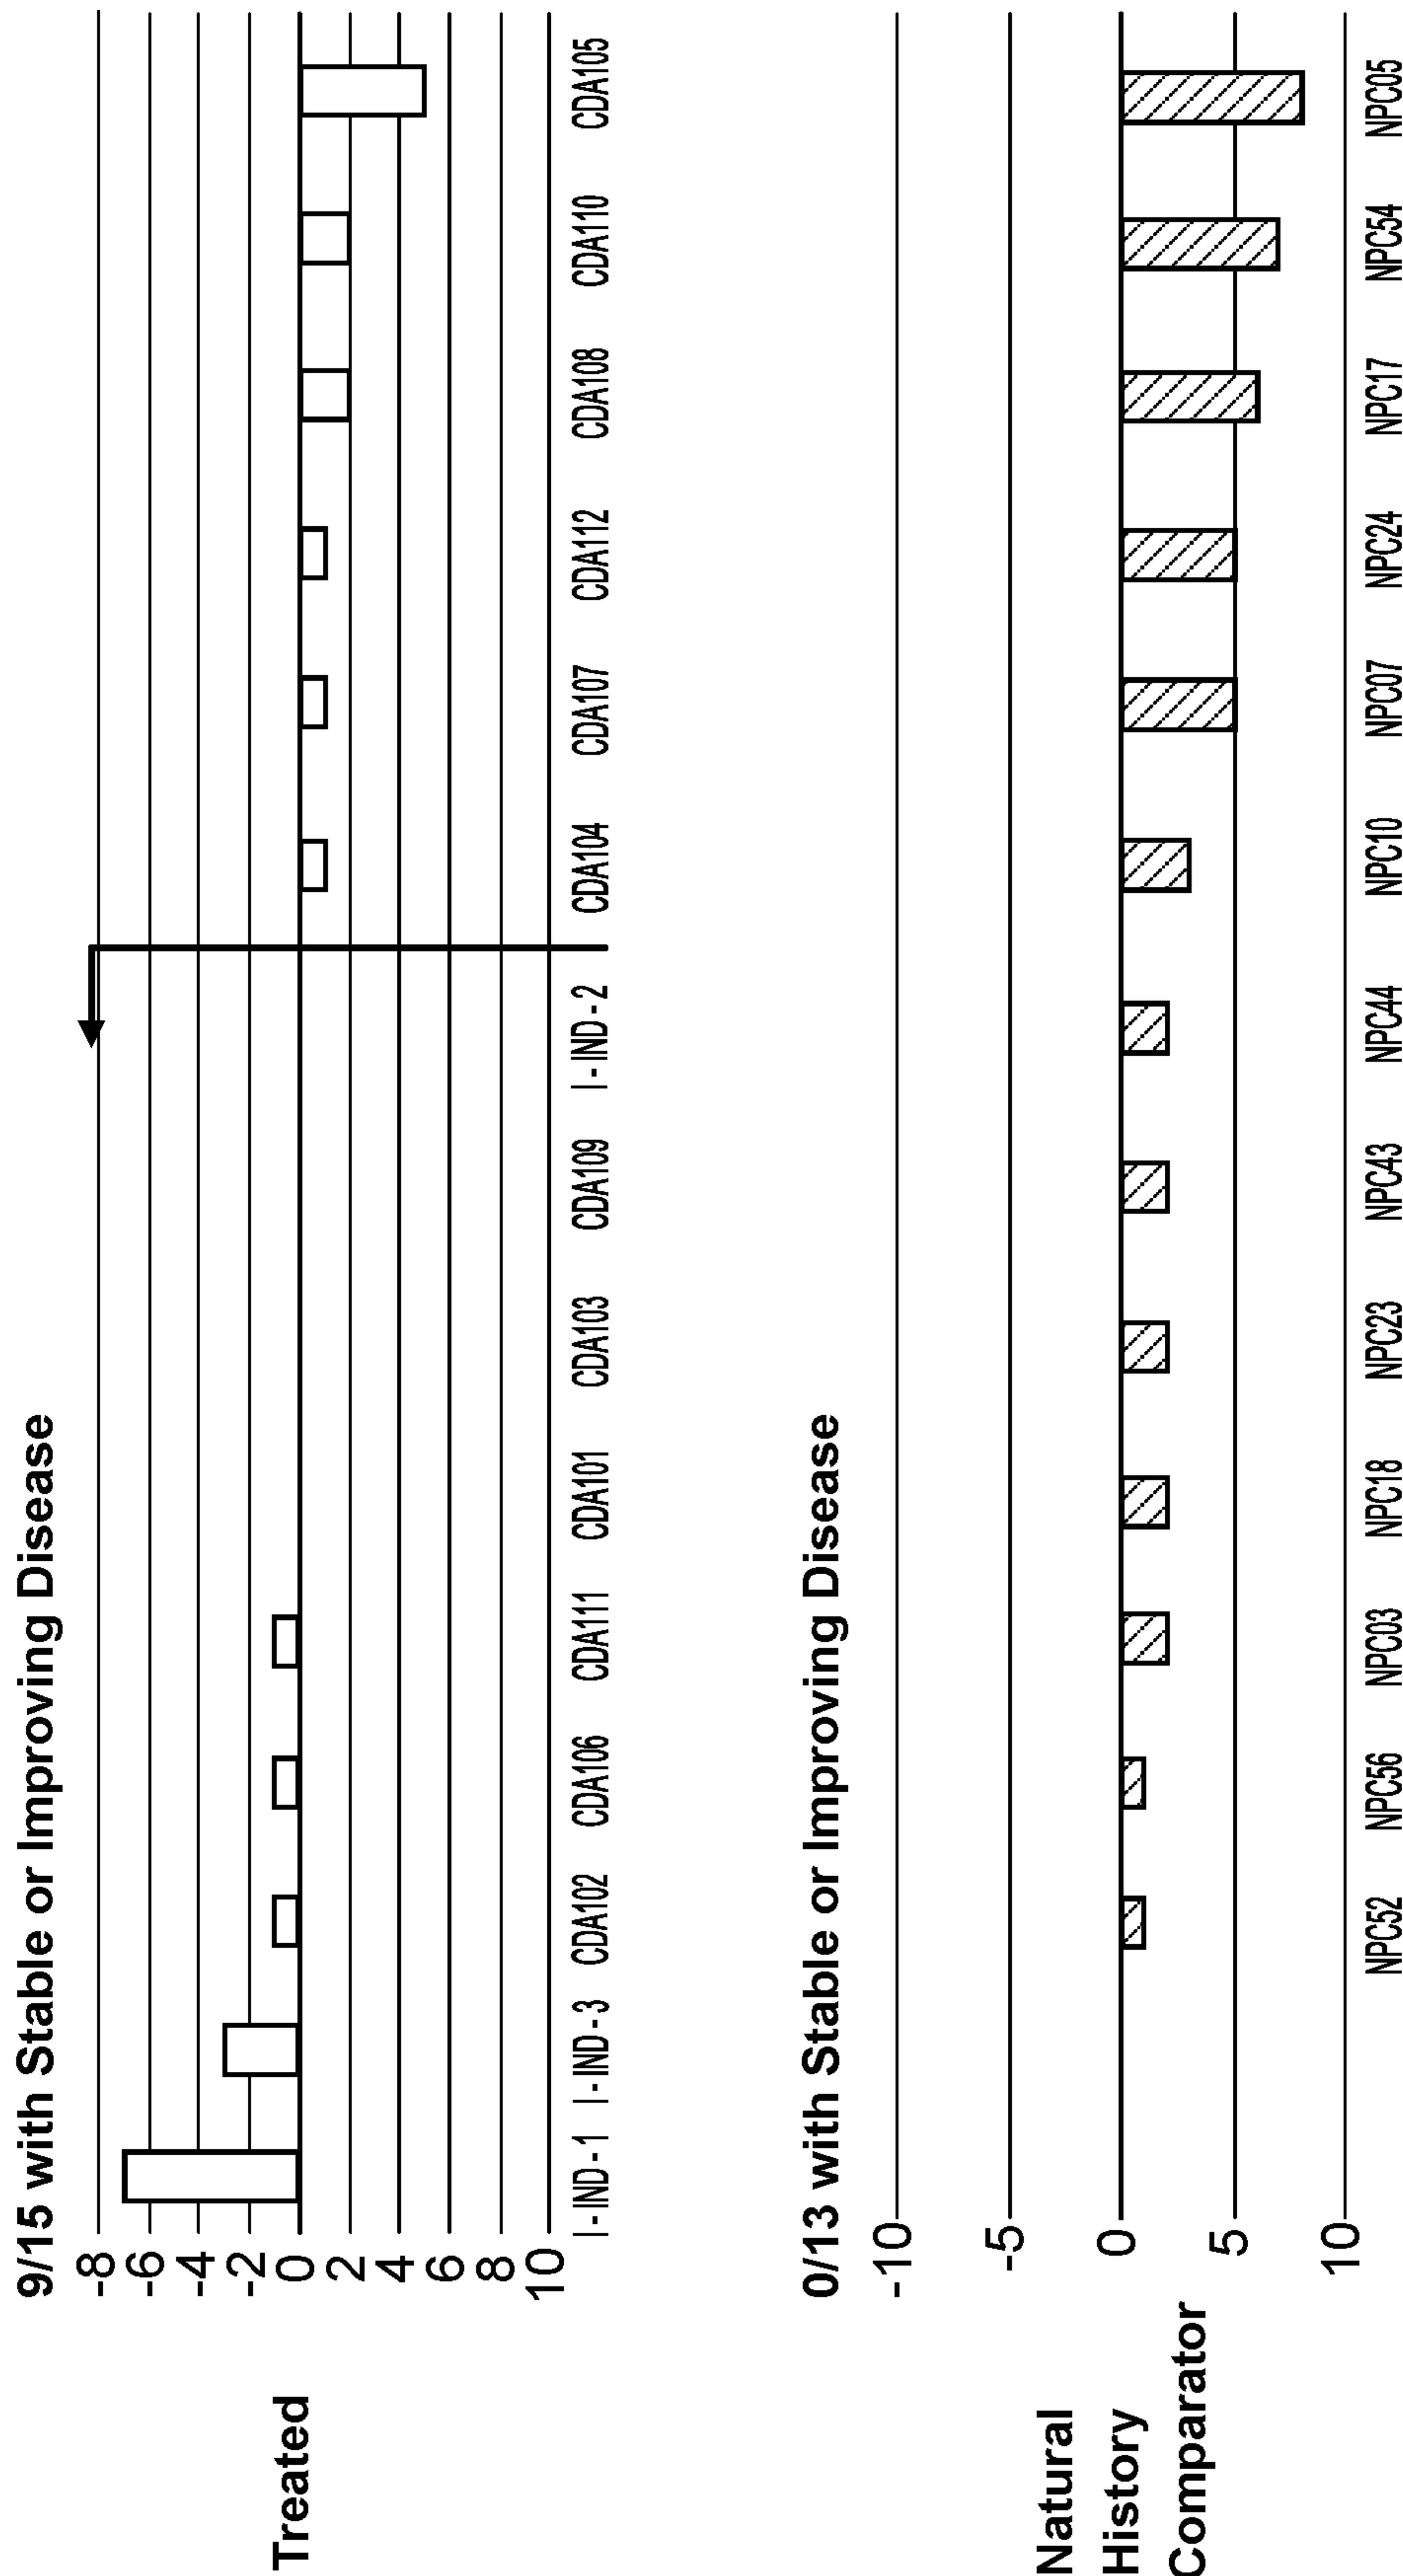 9/15 with Stable or Improving Disease
Treated
-8
-6
-4
-2
0
2
4
6
8
10
I-IND-1 I-IND-3 CDA102 CDA106 CDA111 CDA101 CDA103 CDA109 I-IND-2 CDA104 CDA107 CDA112 CDA108 CDA110 CDA105
0/13 with Stable or Improving Disease
Natural
History
Comparator
-10
-5
0
5
10
NPC52 NPC56 NPC03 NPC18 NPC23 NPC43 NPC44 NPC10 NPC07 NPC24 NPC17 NPC54 NPC05